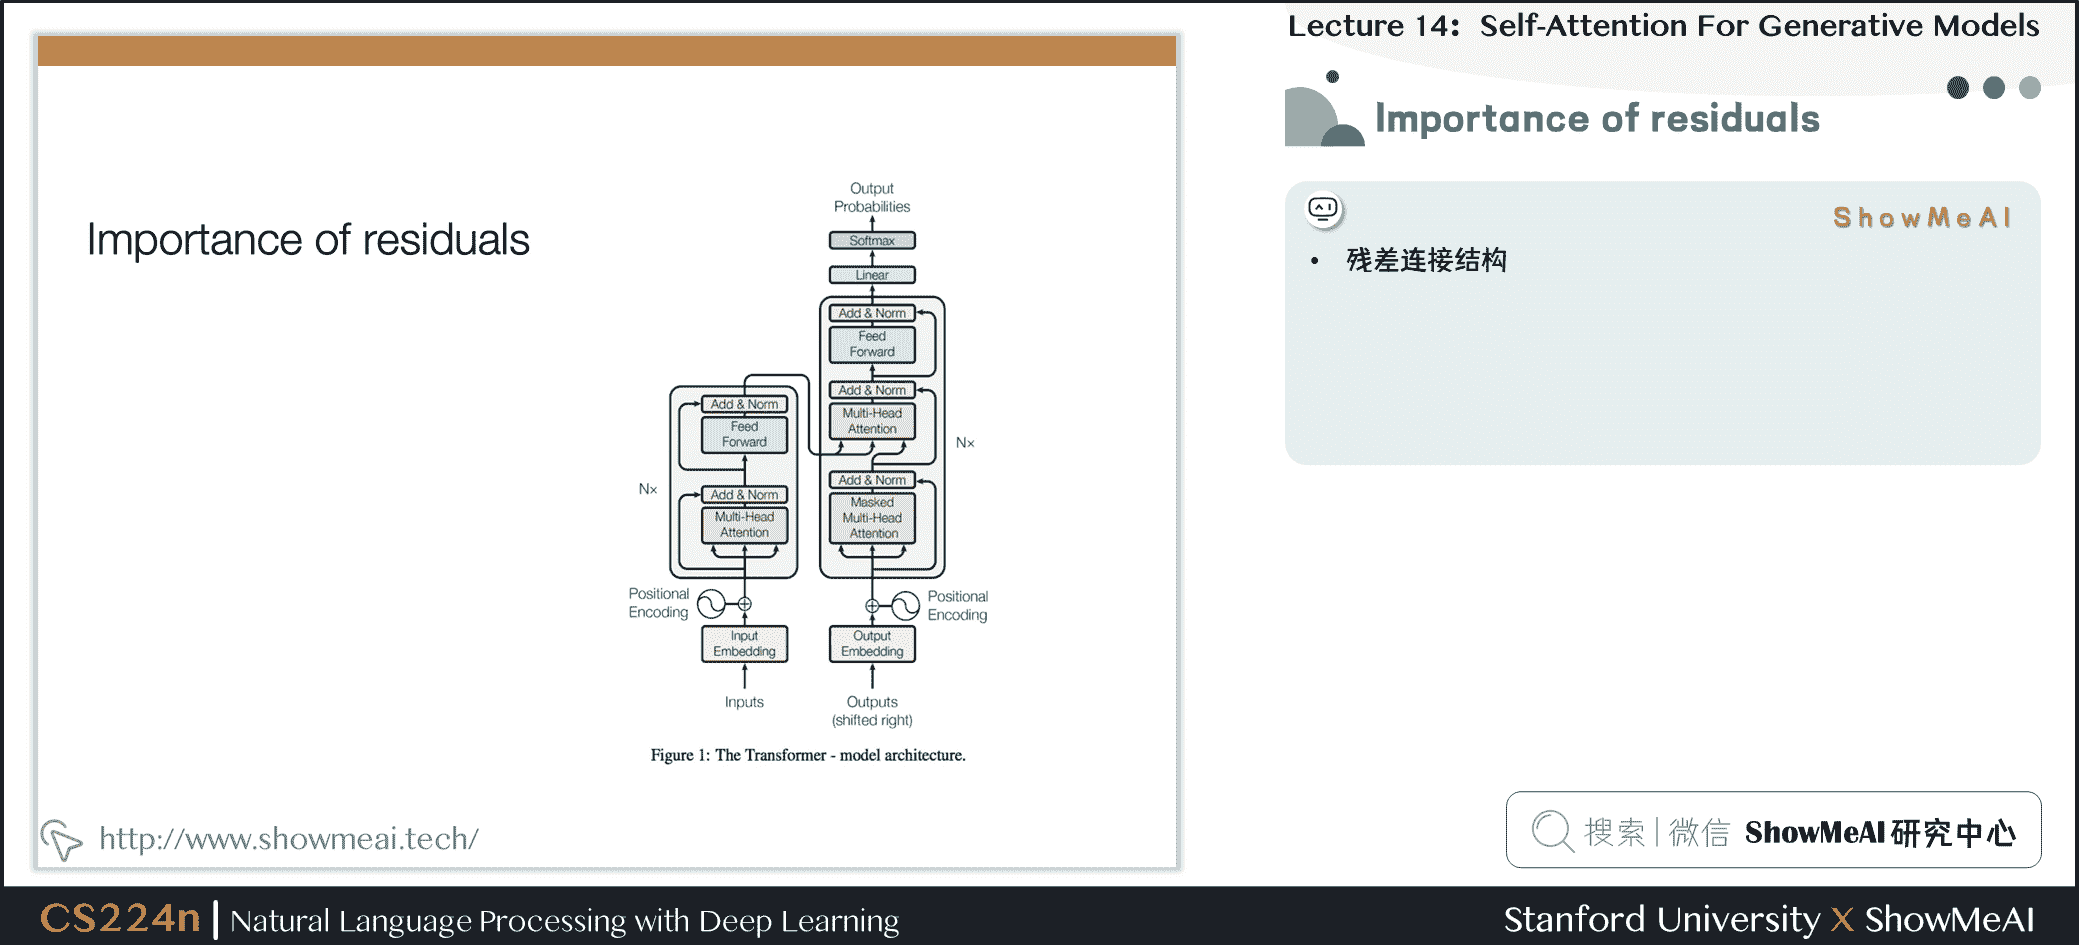 Lecture 14: Self-Attention For Generative Models
Importance of residuals
Output
Probabilities
Softmax
Linear
Add & Norm
Feed
Forward
Add & Norm
Multi-Head
Attention
Nx
Add & Norm
Masked
Multi-Head
Attention
Add & Norm
Feed
Forward
Nx
Add & Norm
Multi-Head
Attention
Positional
Encoding
Positional
Encoding
Input
Embedding
Output
Embedding
Inputs
Outputs
(shifted right)
Figure 1: The Transformer - model architecture.
http://www.showmeai.tech/
Importance of residuals
ShowMeAI
• 残差连接结构
搜索|微信 ShowMeAI 研究中心
CS224n | Natural Language Processing with Deep Learning
Stanford University X ShowMeAI